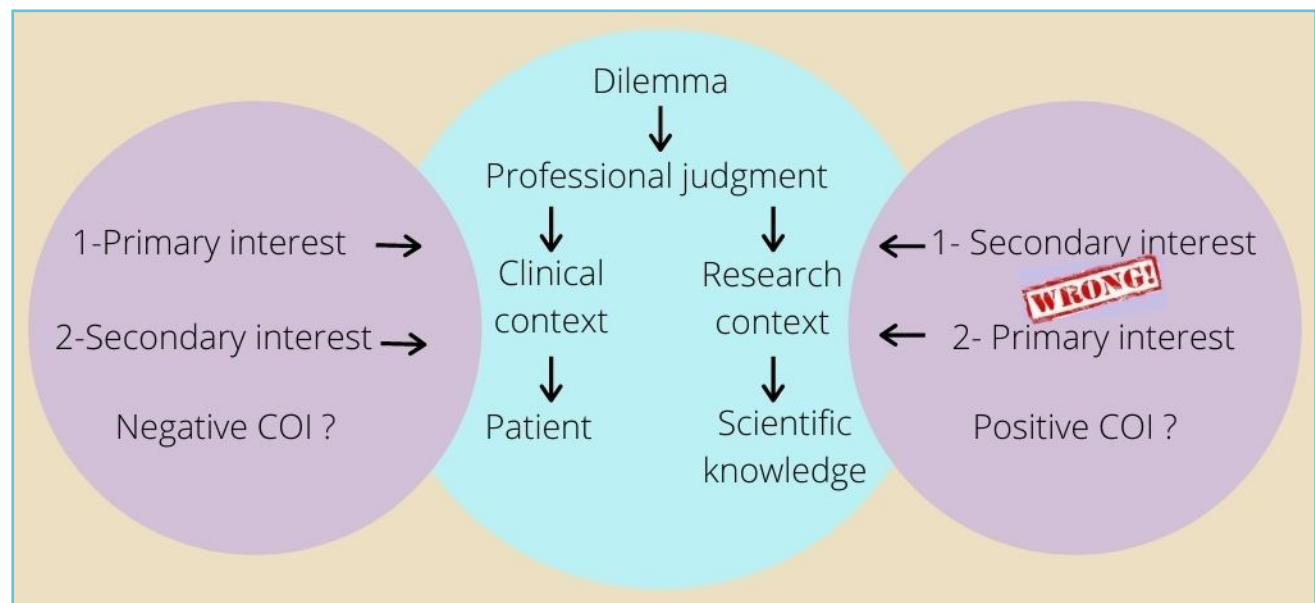 Dilemma
Professional judgment
1-Primary interest
2-Secondary interest
Negative COI ?
Clinical
context
Patient
Research
context
Scientific
knowledge
1- Secondary interest
WRONG!
2- Primary interest
Positive COI ?